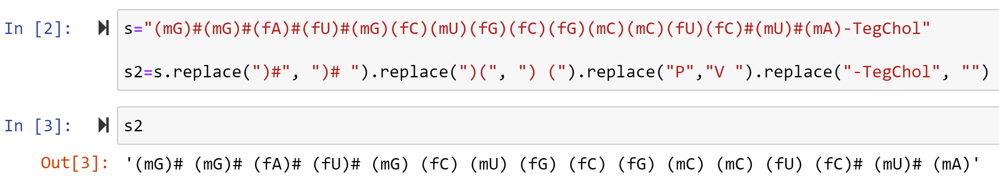 In [2]: s="(mG)#(mG)#(fA)#(fU)#(mG)(fC)(mU)(fG)(fC)(fG)(mC)(mC)(fU)(fC)#(mU)#(mA)-TegChol"
s2=s.replace(")#", ")# ").replace(")(", ") (").replace("P","V ").replace("-TegChol", "")
In [3]: s2
Out[3]: '(mG)# (mG)# (fA)# (fU)# (mG) (fC) (mU) (fG) (fC) (fG) (mC) (mC) (fU) (fC)# (mU)# (mA)'